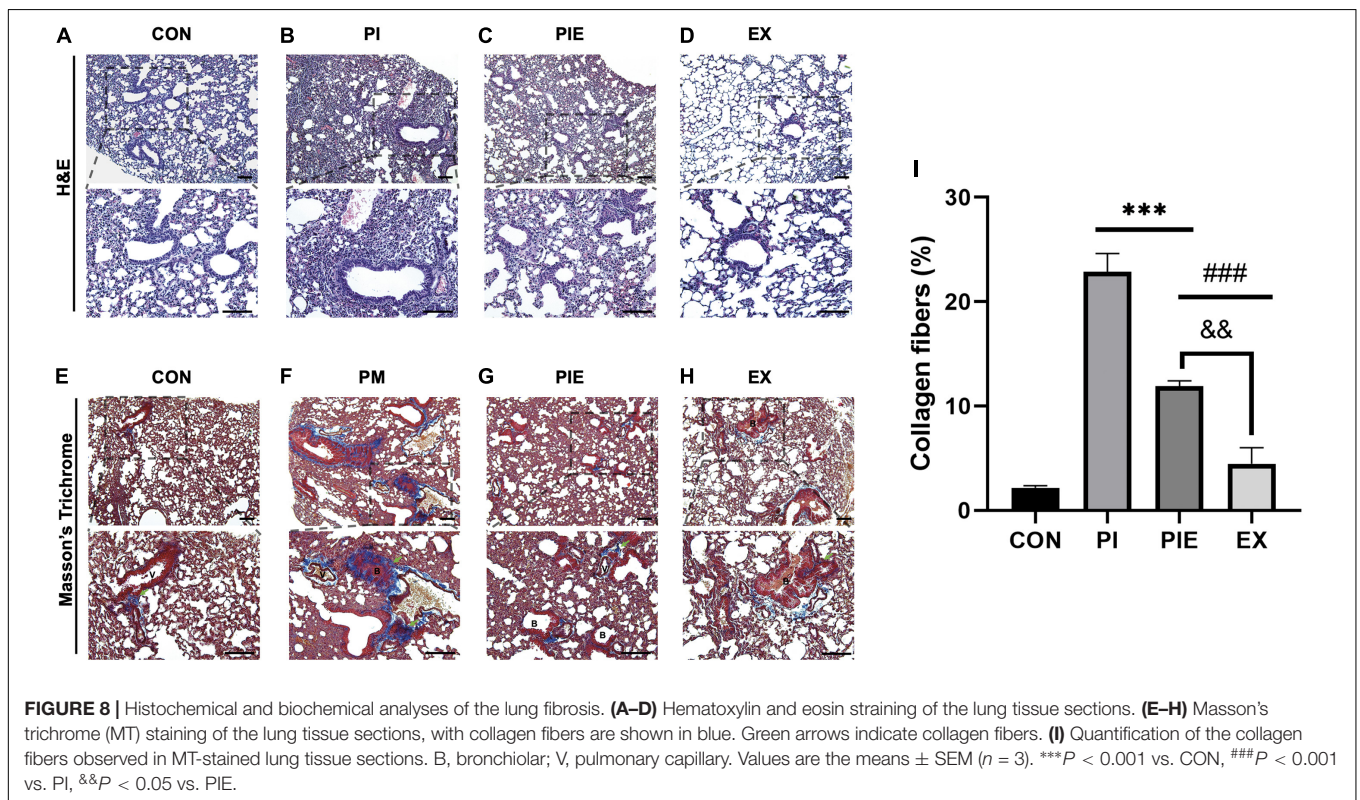 A CON B PI C PIE D EX
H&E
E CON F PM G PIE H EX
Masson's Trichrome
V
B
V
B
V
B
B
B
B
I
Collagen fibers (%)
30
20
10
0
***
###
&&
CON PI PIE EX
FIGURE 8 | Histochemical and biochemical analyses of the lung fibrosis. (A–D) Hematoxylin and eosin straining of the lung tissue sections. (E–H) Masson's
trichrome (MT) staining of the lung tissue sections, with collagen fibers are shown in blue. Green arrows indicate collagen fibers. (I) Quantification of the collagen
fibers observed in MT-stained lung tissue sections. B, bronchiolar; V, pulmonary capillary. Values are the means ± SEM (n = 3). ***P < 0.001 vs. CON, ###P < 0.001
vs. PI, &&P < 0.05 vs. PIE.